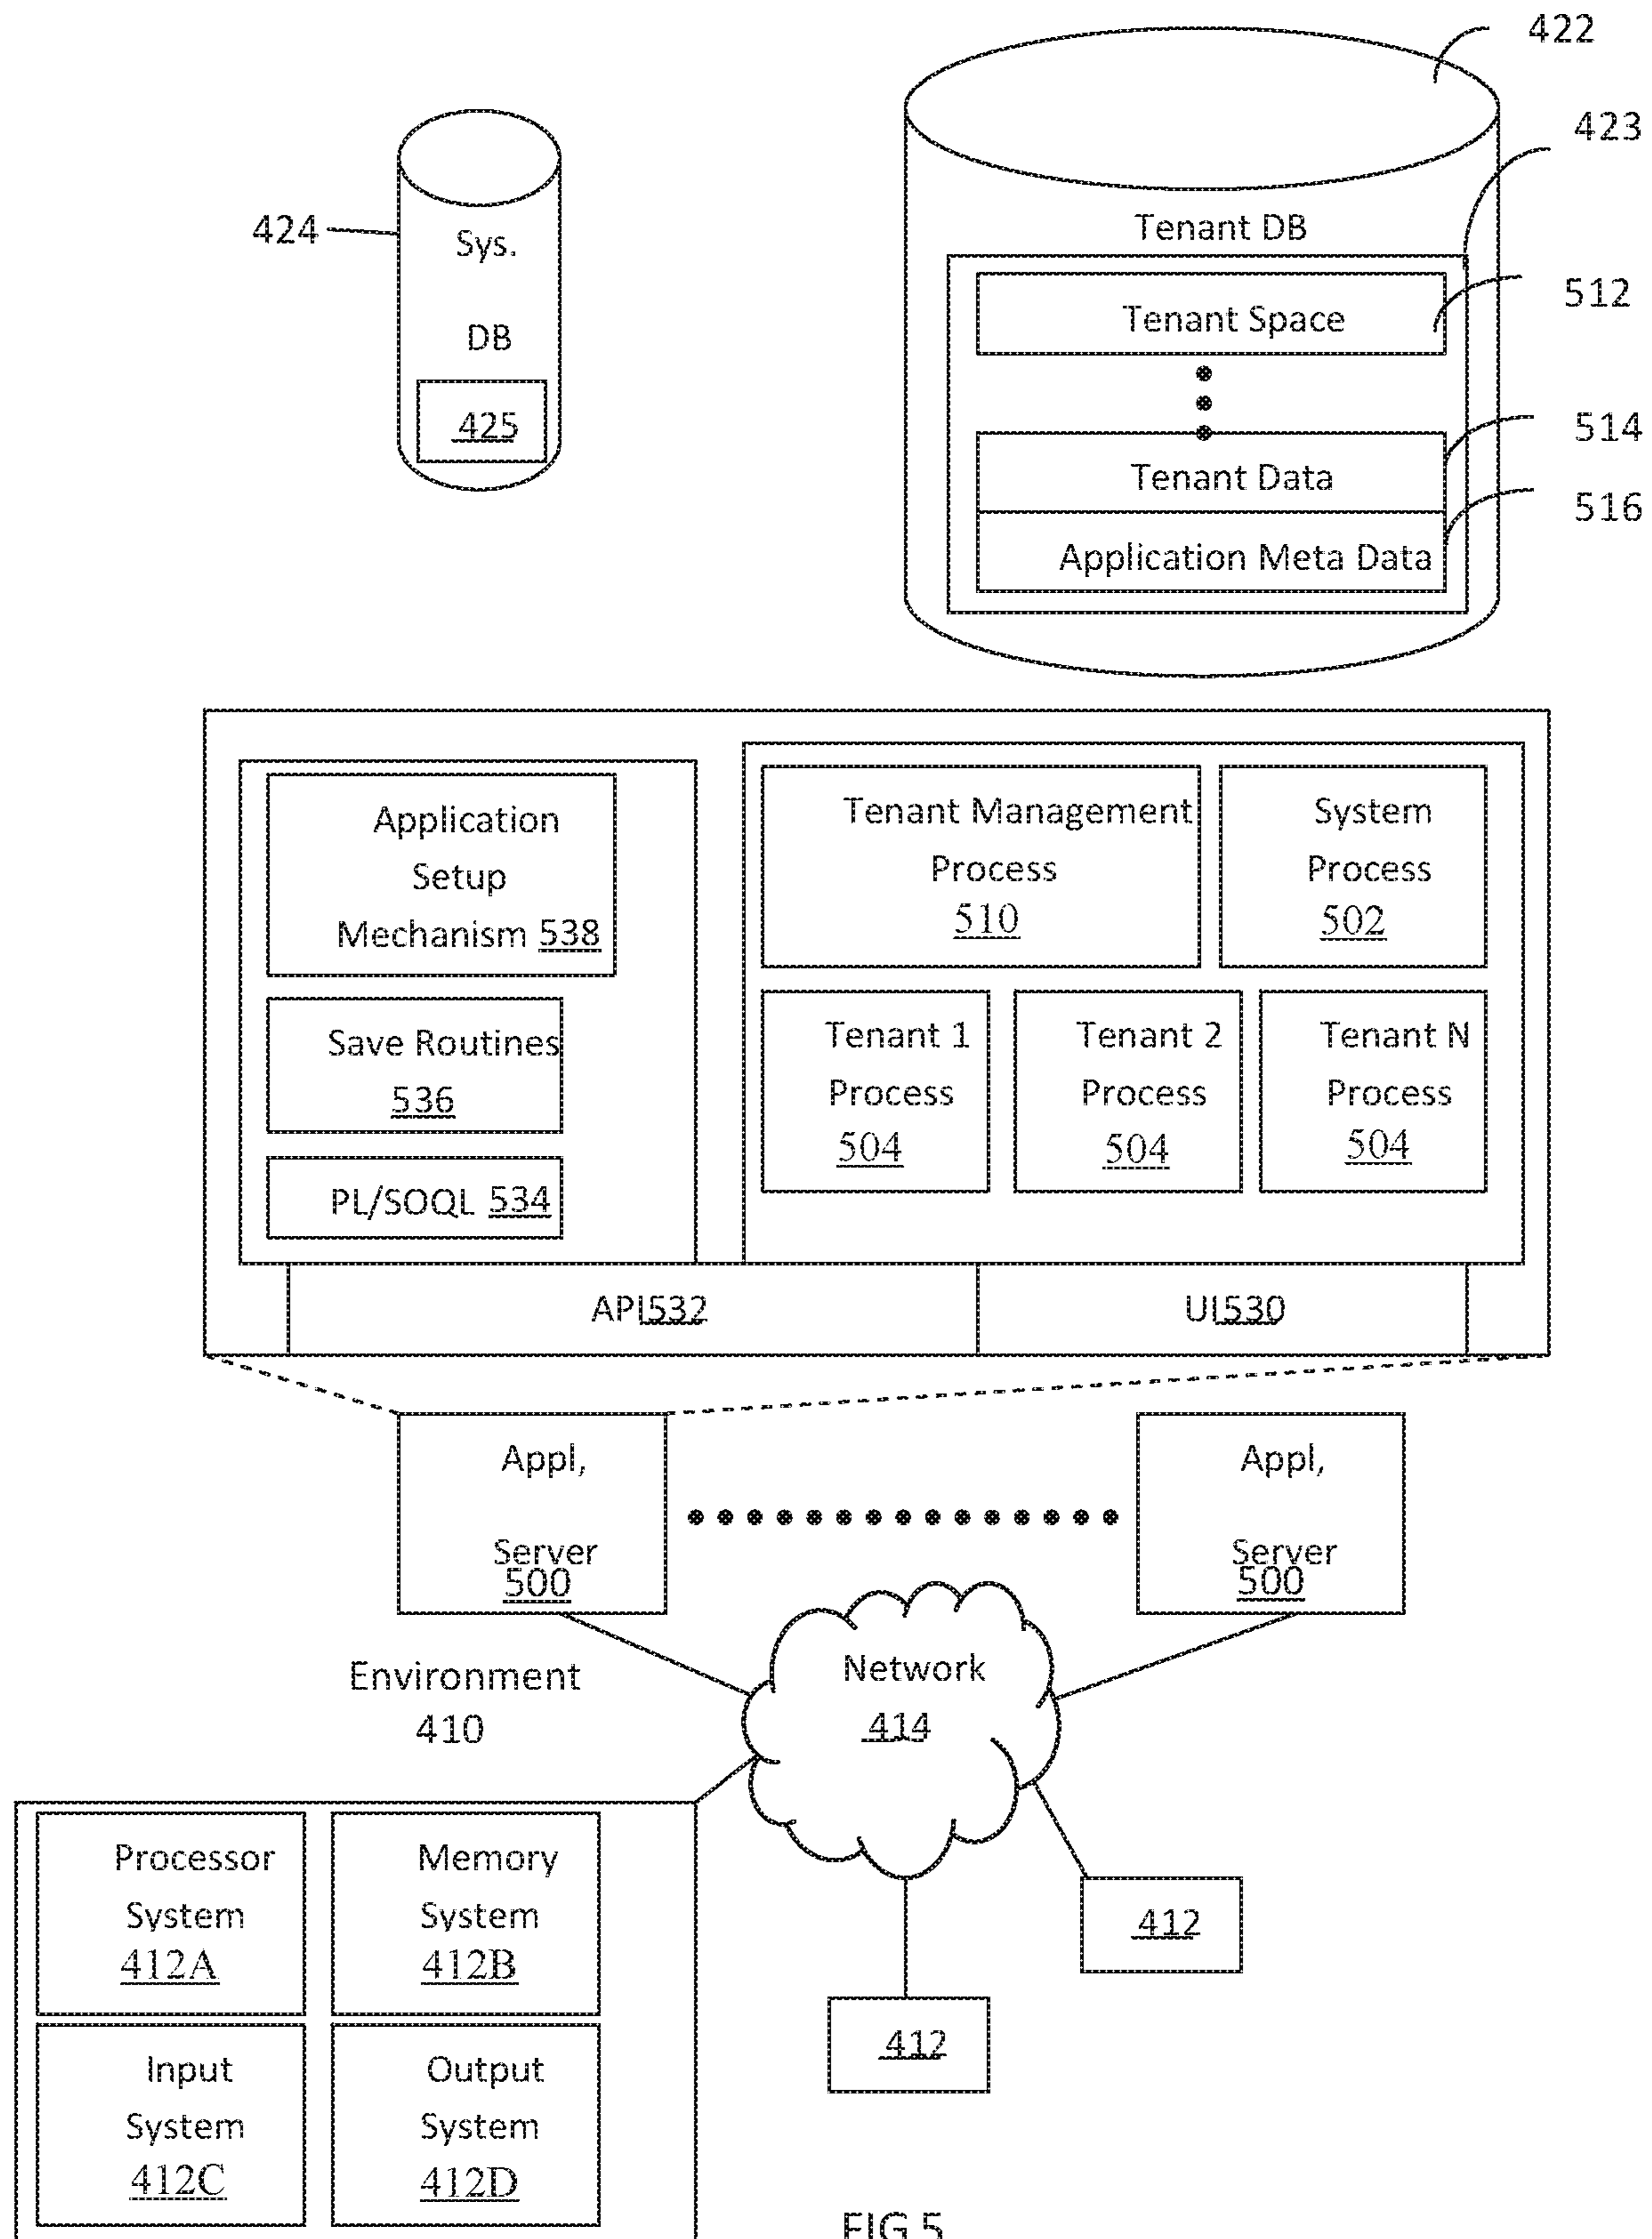 422
423
424
Sys.
DB
425
Tenant DB
Tenant Space
512
514
Tenant Data
516
Application Meta Data
Application
Setup
Mechanism 538
Save Routines
536
PL/SOQL 534
Tenant Management
Process
510
System
Process
502
Tenant 1
Process
504
Tenant 2
Process
504
Tenant N
Process
504
API532
UI530
Appl,
Server
500
Appl,
Server
500
Environment
410
Network
414
Processor
System
412A
Memory
System
412B
Input
System
412C
Output
System
412D
412
412
FIG 5